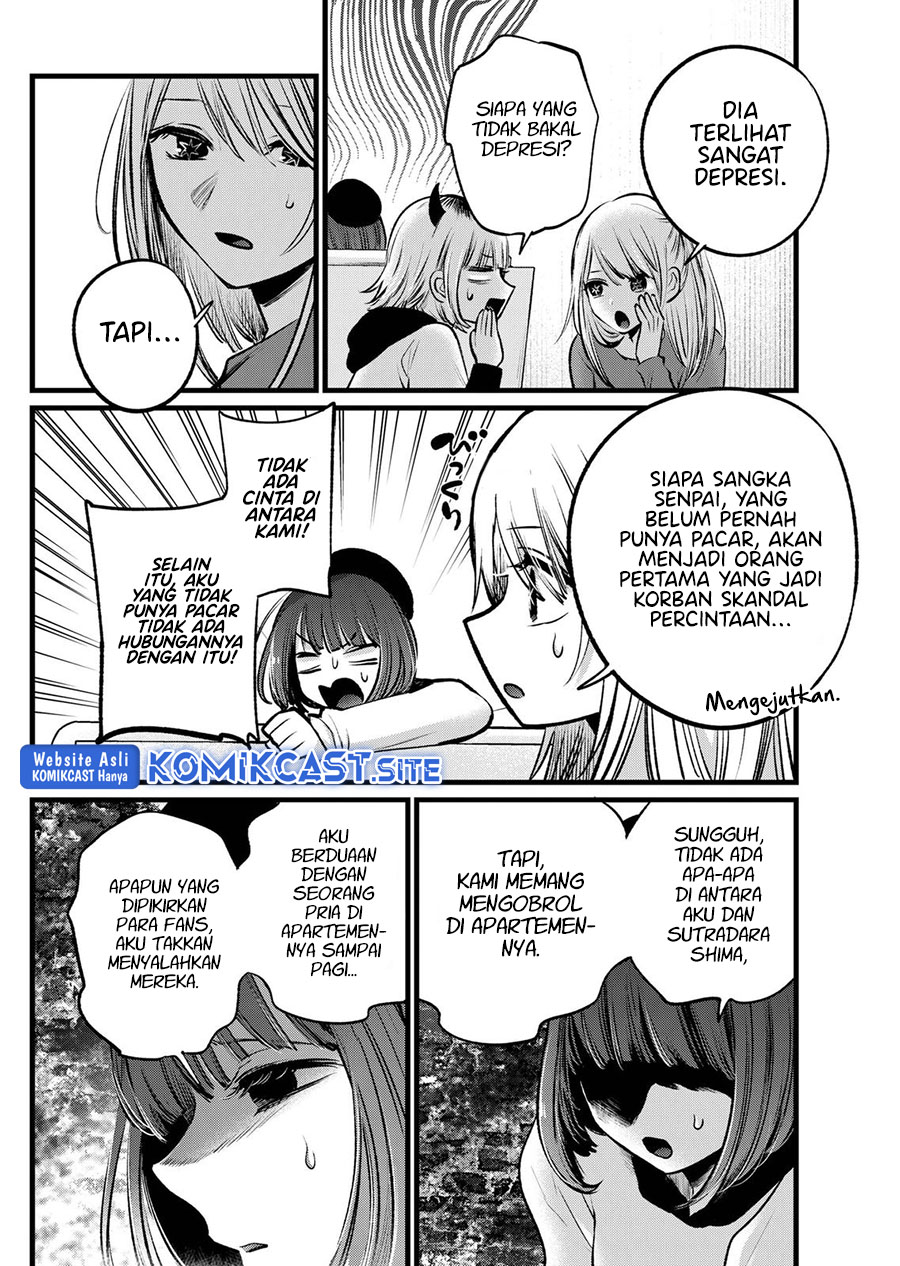 DIA
TERLIHAT
SANGAT
DEPRESI.
SIAPA YANG
TIDAK BAKAL
DEPRESI?
TAPI...
SIAPA SANGKA
SENPAI, YANG
BELUM PERNAH
PUNYA PACAR, AKAN
MENJADI ORANG
PERTAMA YANG JADI
KORBAN SKANDAL
PERCINTAAN...
Mengejutkan.
TIDAK
ADA
CINTA DI
ANTARA
KAMI!
SELAIN
ITU, AKU
YANG TIDAK
PUNYA PACAR
TIDAK ADA
HUBUNGANNYA
DENGAN ITU!
Website Asli
KOMIKCAST Hanya
KOMIKCAST.SITE
SUNGGUH,
TIDAK ADA
APA-APA
DI ANTARA
AKU DAN
SUTRADARA
SHIMA,
TAPI,
KAMI MEMANG
MENGOBROL
DI APARTEMEN-
NYA.
AKU
BERDUAAN
DENGAN
SEORANG
PRIA DI
APARTEMEN-
NYA SAMPAI
PAGI...
APAPUN YANG
DIPIKIRKAN
PARA FANS,
AKU TAKKAN
MENYALAHKAN
MEREKA.